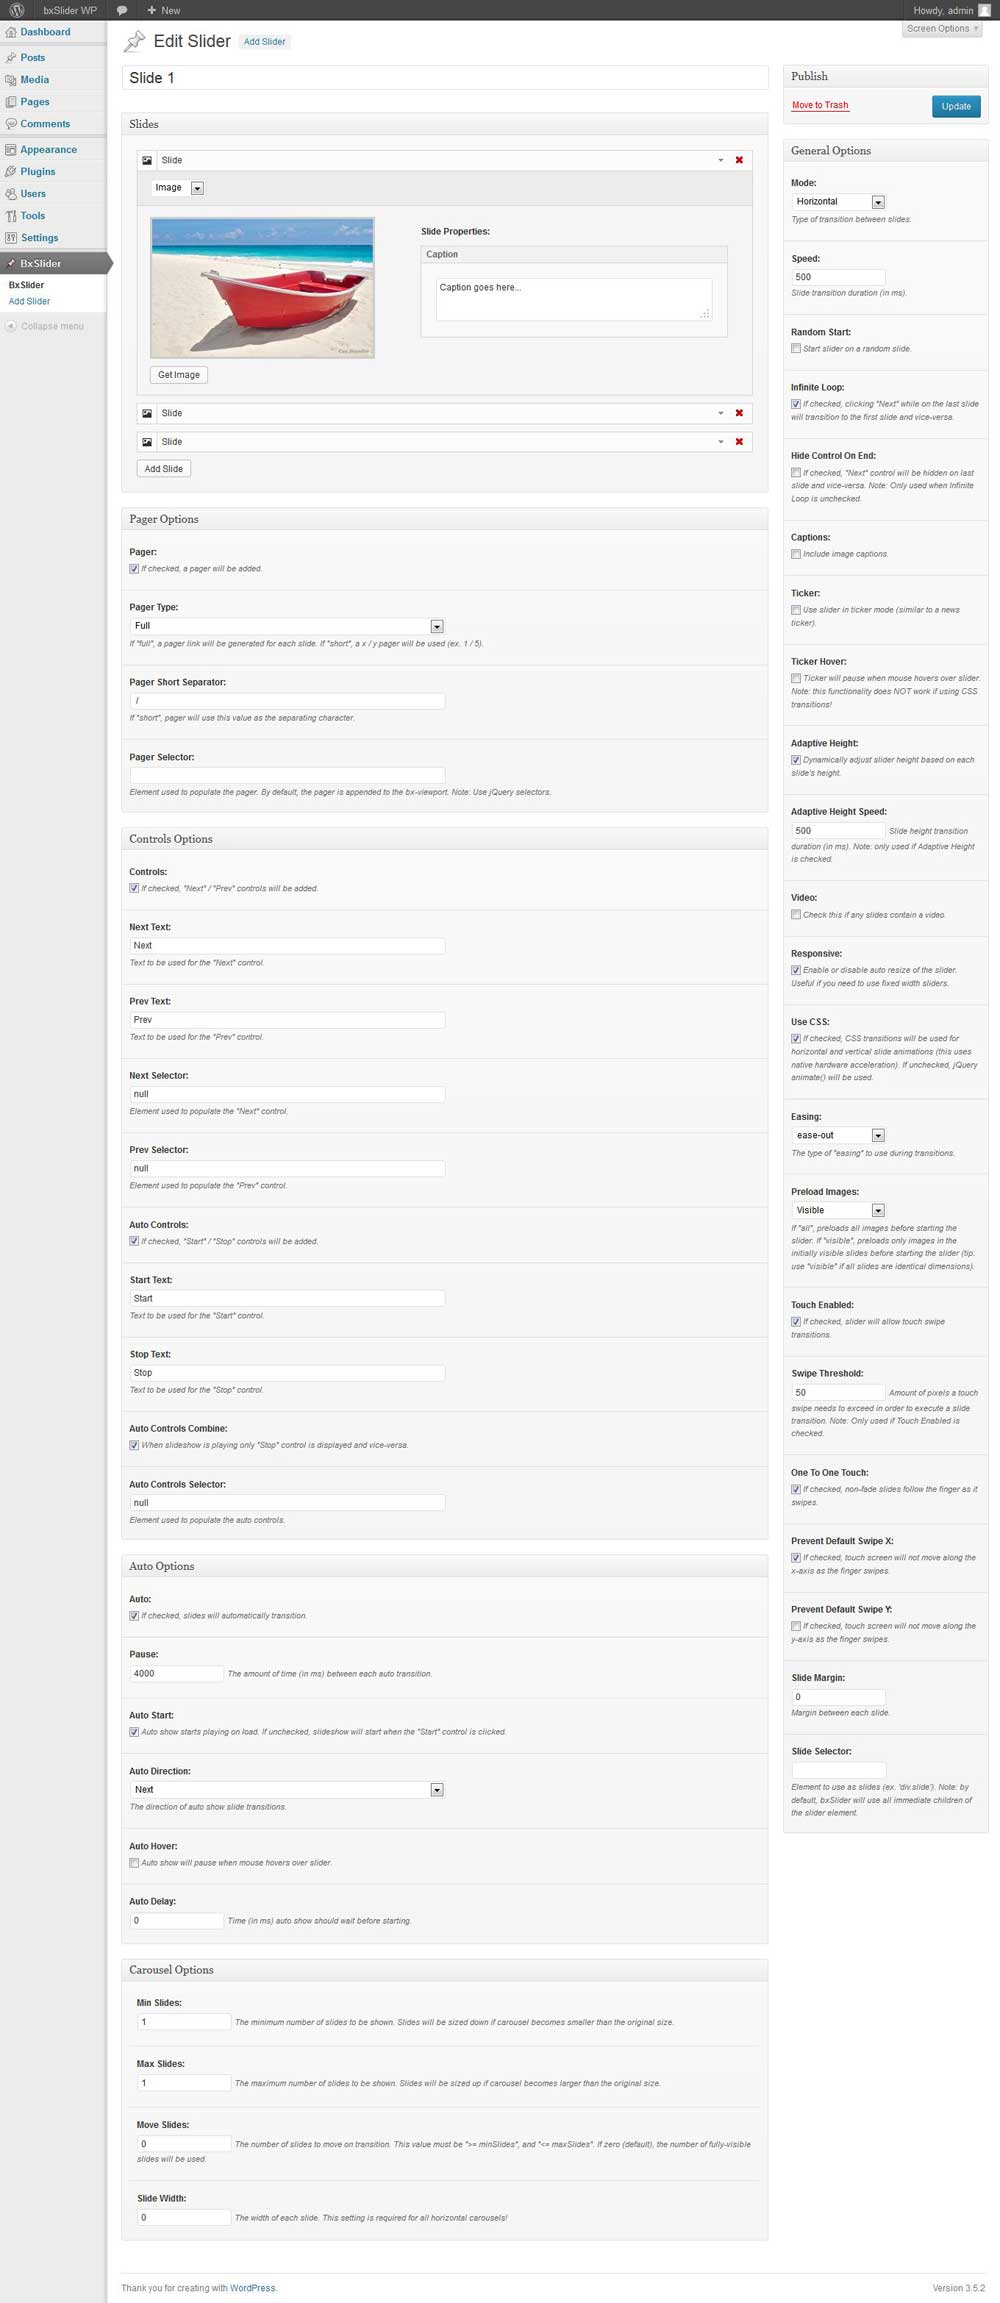 bxSlider WP
New
Howdy, admin
Dashboard
Posts
Media
Pages
Comments
Appearance
Plugins
Users
Tools
Settings
BxSlider
BxSlider
Add Slider
Collapse menu
Screen Options
Edit Slider Add Slider
Slide 1
Slides
Slide
Image
Slide Properties:
Caption
Caption goes here...
Get Image
Slide
Slide
Add Slide
Pager Options
Pager:
If checked, a pager will be added.
Pager Type:
Full
If "full", a pager link will be generated for each slide. If "short", a x / y pager will be used (ex. 1 / 5).
Pager Short Separator:
/
If "short", pager will use this value as the separating character.
Pager Selector:
Element used to populate the pager. By default, the pager is appended to the bx-viewport. Note: Use jQuery selectors.
Controls Options
Controls:
If checked, "Next" / "Prev" controls will be added.
Next Text:
Next
Text to be used for the "Next" control.
Prev Text:
Prev
Text to be used for the "Prev" control.
Next Selector:
null
Element used to populate the "Next" control.
Prev Selector:
null
Element used to populate the "Prev" control.
Auto Controls:
If checked, "Start" / "Stop" controls will be added.
Start Text:
Start
Text to be used for the "Start" control.
Stop Text:
Stop
Text to be used for the "Stop" control.
Auto Controls Combine:
When slideshow is playing only "Stop" control is displayed and vice-versa.
Auto Controls Selector:
null
Element used to populate the auto controls.
Auto Options
Auto:
If checked, slides will automatically transition.
Pause:
4000 The amount of time (in ms) between each auto transition.
Auto Start:
Auto show starts playing on load. If unchecked, slideshow will start when the "Start" control is clicked.
Auto Direction:
Next
The direction of auto show slide transitions.
Auto Hover:
Auto show will pause when mouse hovers over slider.
Auto Delay:
0 Time (in ms) auto show should wait before starting.
Carousel Options
Min Slides:
1 The minimum number of slides to be shown. Slides will be sized down if carousel becomes smaller than the original size.
Max Slides:
1 The maximum number of slides to be shown. Slides will be sized up if carousel becomes larger than the original size.
Move Slides:
0 The number of slides to move on transition. This value must be ">= minSlides", and "<= maxSlides". If zero (default), the number of fully-visible
slides will be used.
Slide Width:
0 The width of each slide. This setting is required for all horizontal carousels!
Publish
Move to Trash
Update
General Options
Mode:
Horizontal
Type of transition between slides.
Speed:
500
Slide transition duration (in ms).
Random Start:
Start slider on a random slide.
Infinite Loop:
If checked, clicking "Next" while on the last slide
will transition to the first slide and vice-versa.
Hide Control On End:
If checked, "Next" control will be hidden on last
slide and vice-versa. Note: Only used when Infinite
Loop is unchecked.
Captions:
Include image captions.
Ticker:
Use slider in ticker mode (similar to a news
ticker).
Ticker Hover:
Ticker will pause when mouse hovers over slider.
Note: this functionality does NOT work if using CSS
transitions!
Adaptive Height:
Dynamically adjust slider height based on each
slide's height.
Adaptive Height Speed:
500 Slide height transition
duration (in ms). Note: only used if Adaptive Height
is checked.
Video:
Check this if any slides contain a video.
Responsive:
Enable or disable auto resize of the slider.
Useful if you need to use fixed width sliders.
Use CSS:
If checked, CSS transitions will be used for
horizontal and vertical slide animations (this uses
native hardware acceleration). If unchecked, jQuery
animate() will be used.
Easing:
ease-out
The type of "easing" to use during transitions.
Preload Images:
Visible
If "all", preloads all images before starting the
slider. If "visible", preloads only images in the
initially visible slides before starting the slider (tip:
use "visible" if all slides are identical dimensions).
Touch Enabled:
If checked, slider will allow touch swipe
transitions.
Swipe Threshold:
50 Amount of pixels a touch
swipe needs to exceed in order to execute a slide
transition. Note: Only used if Touch Enabled is
checked.
One To One Touch:
If checked, non-fade slides follow the finger as it
swipes.
Prevent Default Swipe X:
If checked, touch screen will not move along the
x-axis as the finger swipes.
Prevent Default Swipe Y:
If checked, touch screen will not move along the
y-axis as the finger swipes.
Slide Margin:
0
Margin between each slide.
Slide Selector:
Element to use as slides (ex. 'div.slide'). Note: by
default, bxSlider will use all immediate children of
the slider element.
Thank you for creating with WordPress.
Version 3.5.2